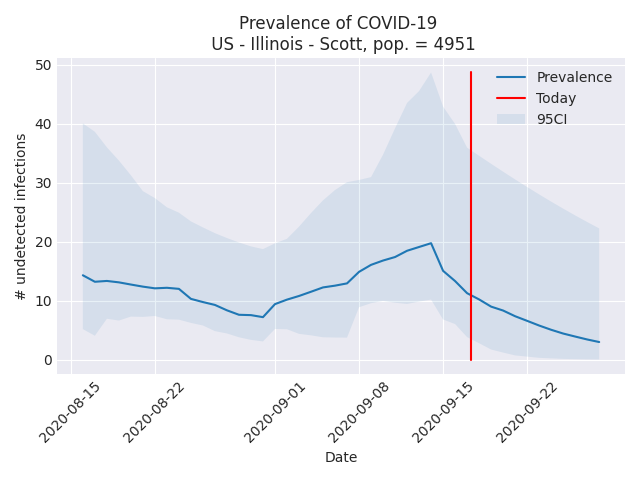 Prevalence of COVID-19
US - Illinois - Scott, pop. = 4951
50
40
30
20
10
0
# undetected infections
Prevalence
Today
95CI
2020-08-15
2020-08-22
2020-09-01
2020-09-08
2020-09-15
2020-09-22
Date